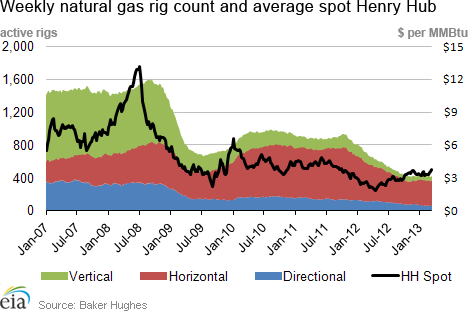 Weekly natural gas rig count and average spot Henry Hub
active rigs $ per MMBtu
2,000 $15
1,600 $12
1,200 $9
800 $6
400 $3
0 $0
Jan-07 Jul-07 Jan-08 Jul-08 Jan-09 Jul-09 Jan-10 Jul-10 Jan-11 Jul-11 Jan-12 Jul-12 Jan-13
Vertical Horizontal Directional HH Spot
eia Source: Baker Hughes